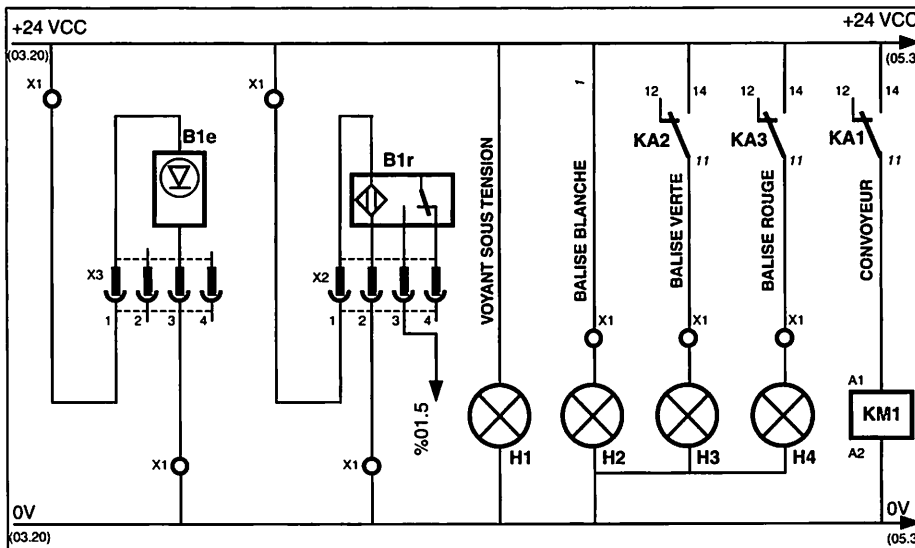 +24 VCC
+24 VCC
(03.20)
(05.3
X1
X1
1
12
14
12
14
12
14
B1e
B1r
KA2
KA3
KA1
11
11
11
VOYANT SOUS TENSION
BALISE BLANCHE
BALISE VERTE
BALISE ROUGE
CONVOYEUR
X3
X2
1
2
3
4
1
2
3
4
X1
X1
X1
%01.5
A1
KM1
A2
H1
H2
H3
H4
X1
X1
0V
0V
(03.20)
(05.3